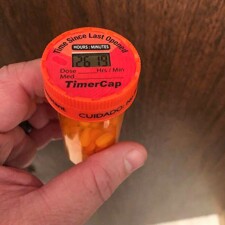 Time Since Last Opened
HOURS : MINUTES
26 19
Dose Hrs / Min
Med
TimerCap
CUIDADO: